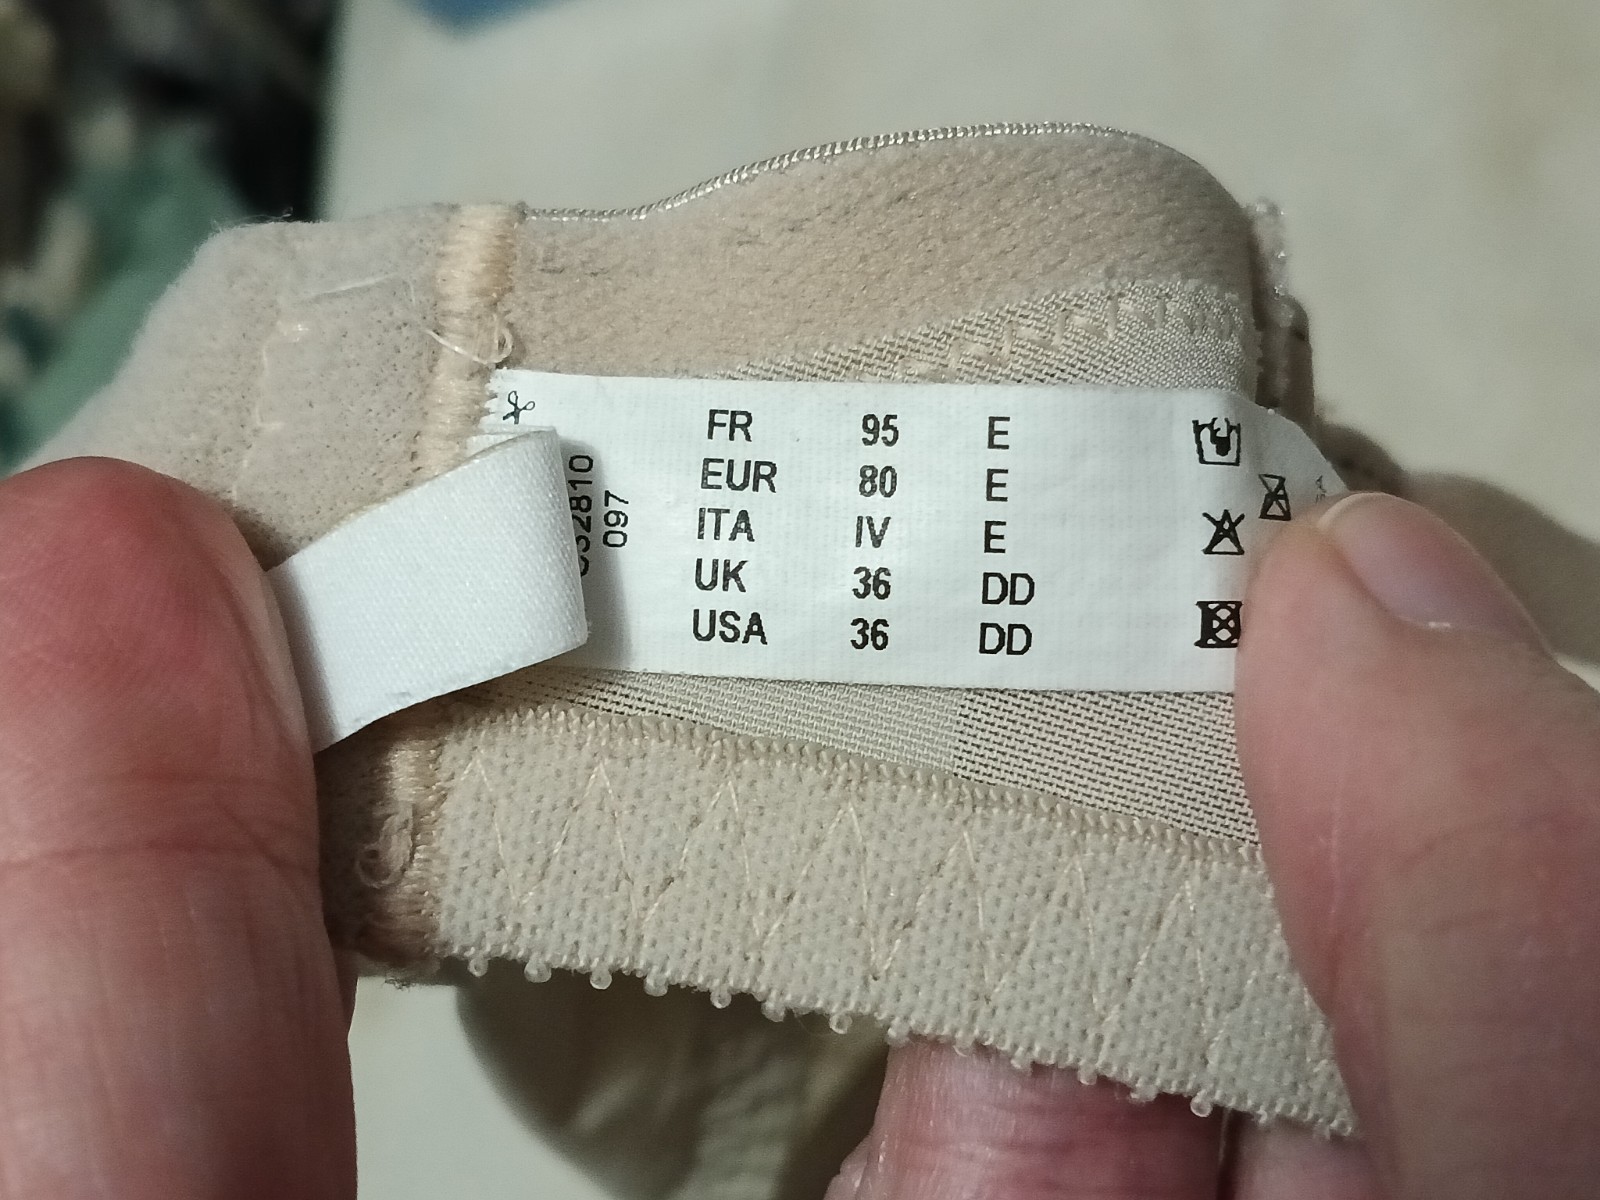 FR 95 E
EUR 80 E
ITA IV E
UK 36 DD
USA 36 DD
097